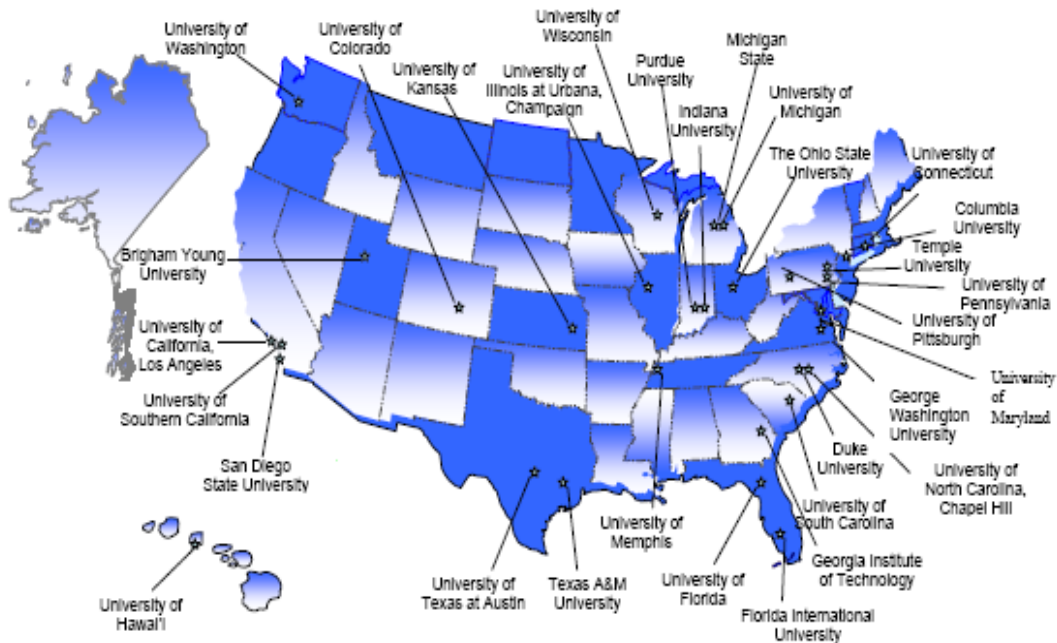 University of
Washington
University of
Colorado
University of
Kansas
University of
Illinois at Urbana,
Champaign
University of
Wisconsin
Purdue
University
Michigan
State
Indiana
University
University of
Michigan
The Ohio State
University
University of
Connecticut
Columbia
University
Temple
University
University of
Pennsylvania
University of
Pittsburgh
University
of
Maryland
George
Washington
University
Duke
University
University of
North Carolina,
Chapel Hill
University of
South Carolina
Georgia Institute
of Technology
Florida International
University
University of
Florida
University of
Memphis
Texas A&M
University
University of
Texas at Austin
Brigham Young
University
University of
California,
Los Angeles
University of
Southern California
San Diego
State University
University of
Hawai'i